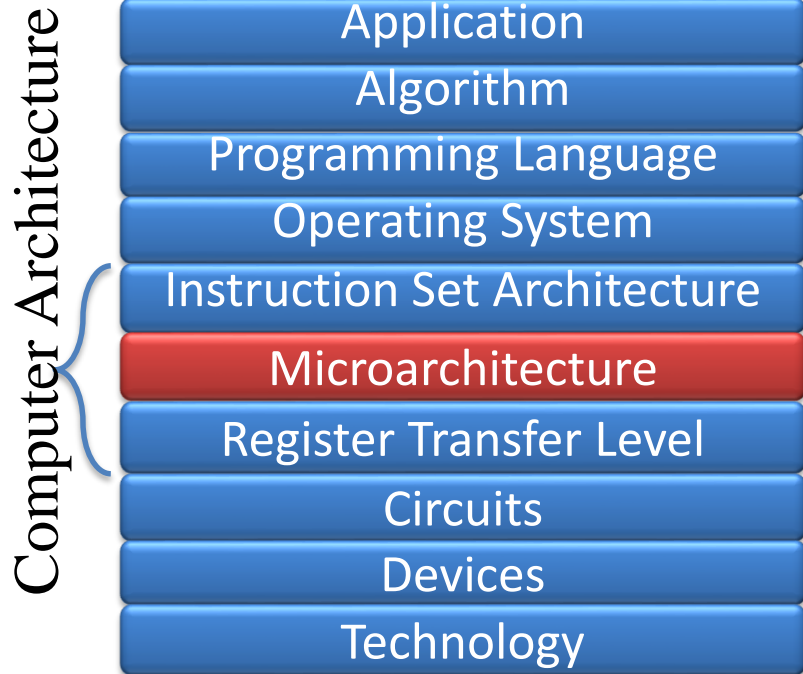 Computer Architecture
Application
Algorithm
Programming Language
Operating System
Instruction Set Architecture
Microarchitecture
Register Transfer Level
Circuits
Devices
Technology